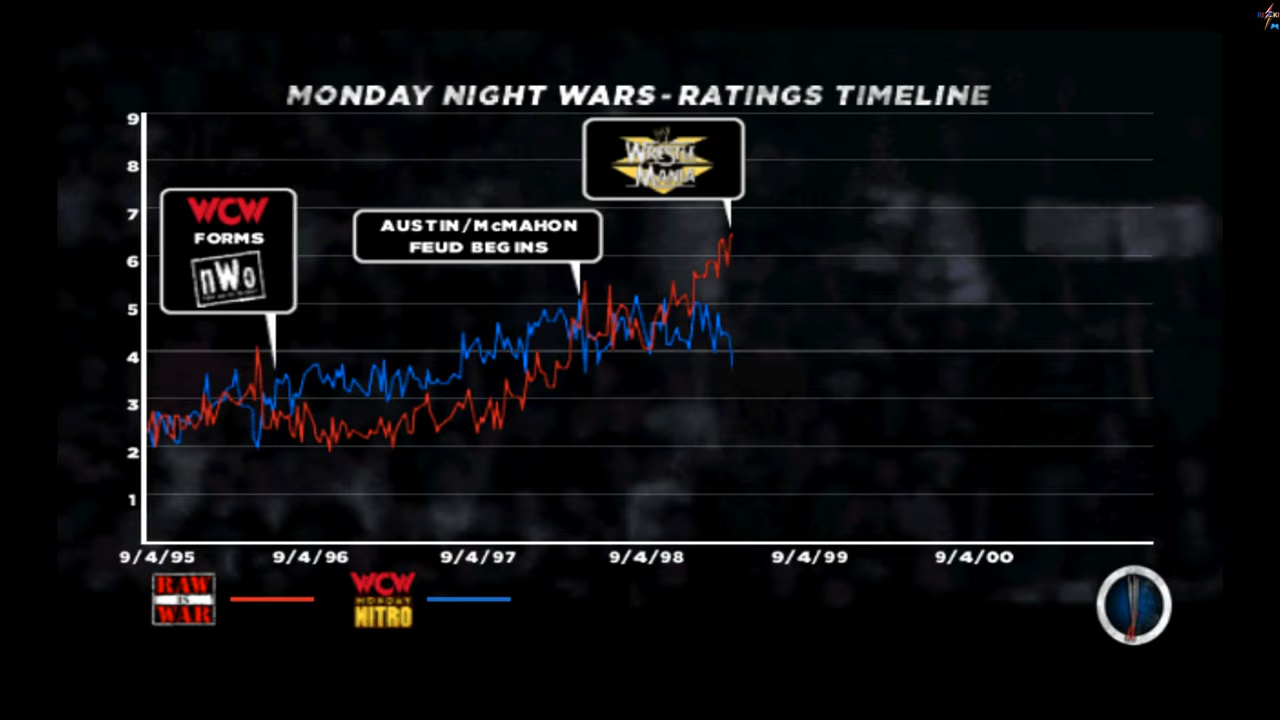 MONDAY NIGHT WARS - RATINGS TIMELINE
9
8
7
6
5
4
3
2
1
WCW
FORMS
nWo
AUSTIN/McMAHON
FEUD BEGINS
WRESTLE
MANIA
9/4/95
9/4/96
9/4/97
9/4/98
9/4/99
9/4/00
RAW
IS
WAR
WCW
MONDAY
NITRO